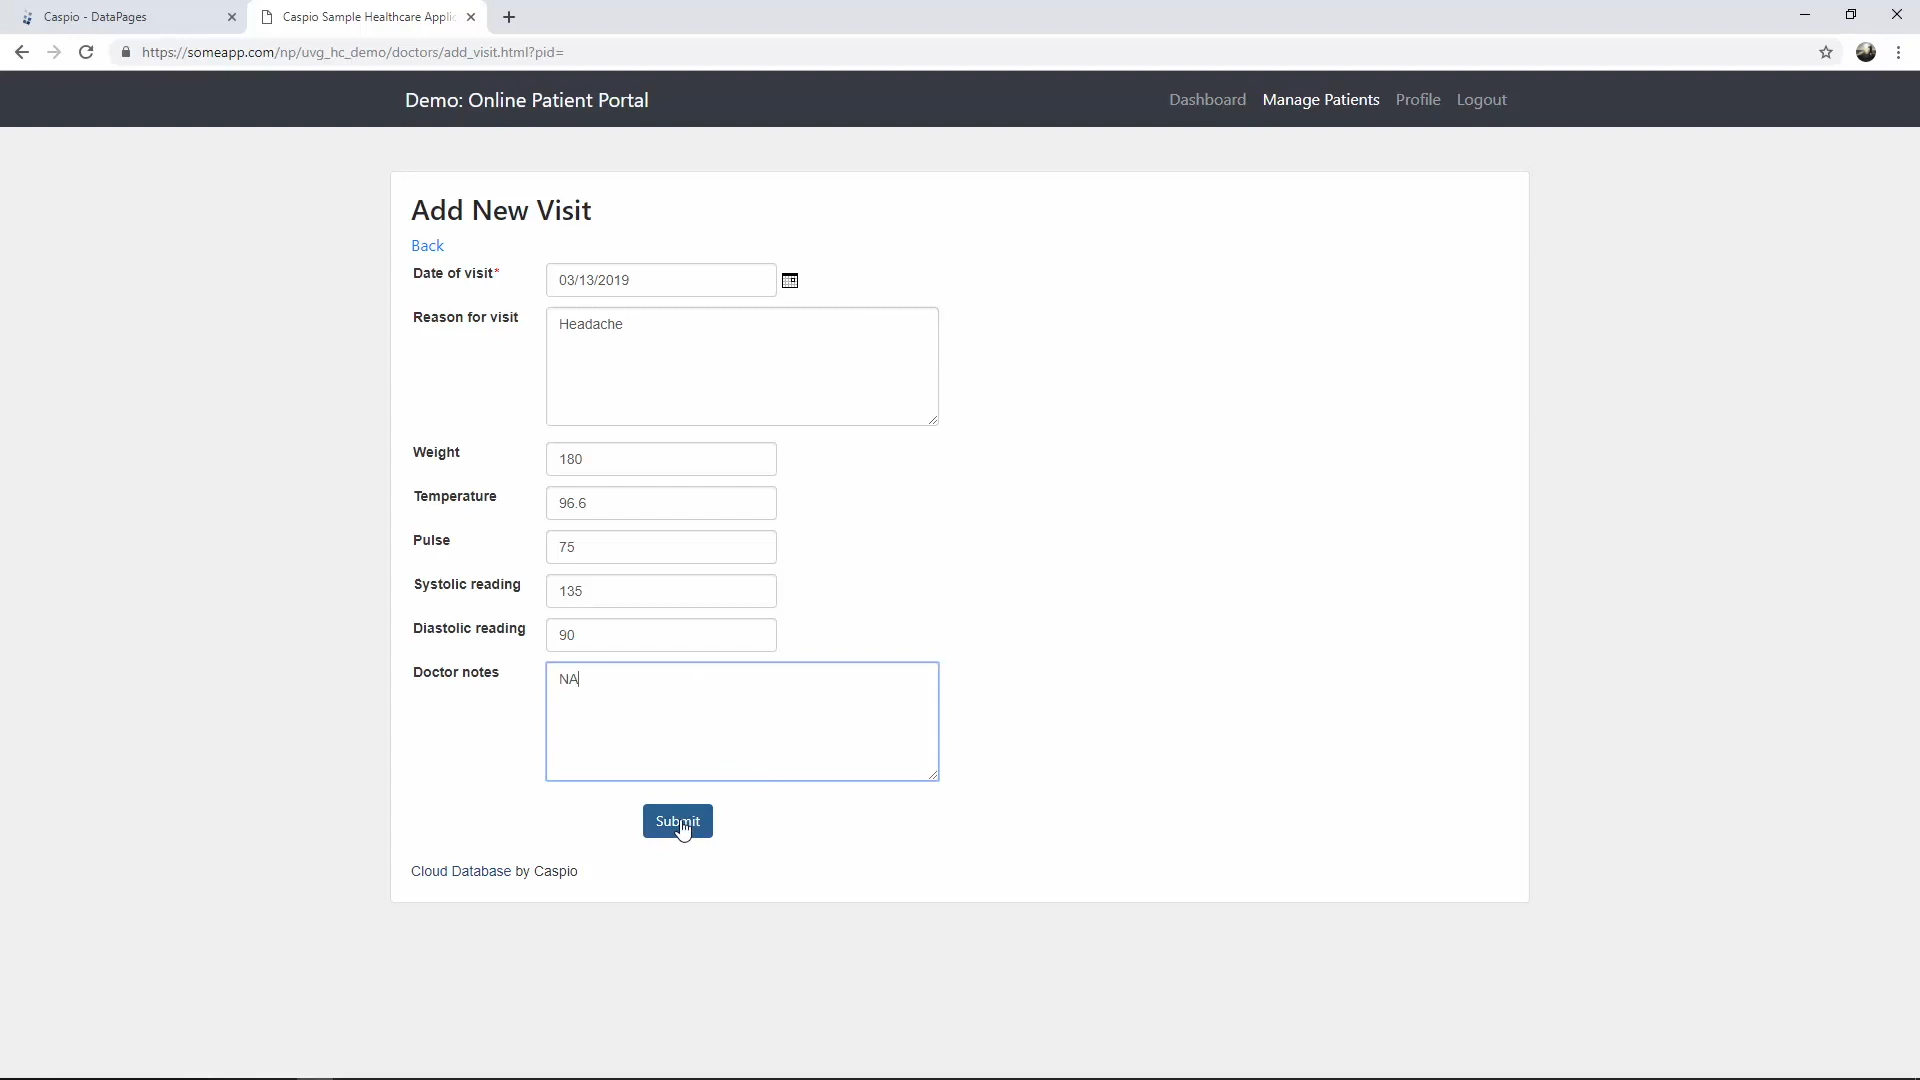 Caspio - DataPages
Caspio Sample Healthcare Applic
https://someapp.com/np/uvg_hc_demo/doctors/add_visit.html?pid=
Demo: Online Patient Portal
Dashboard Manage Patients Profile Logout
Add New Visit
Back
Date of visit* 03/13/2019
Reason for visit Headache
Weight 180
Temperature 96.6
Pulse 75
Systolic reading 135
Diastolic reading 90
Doctor notes NA
Submit
Cloud Database by Caspio